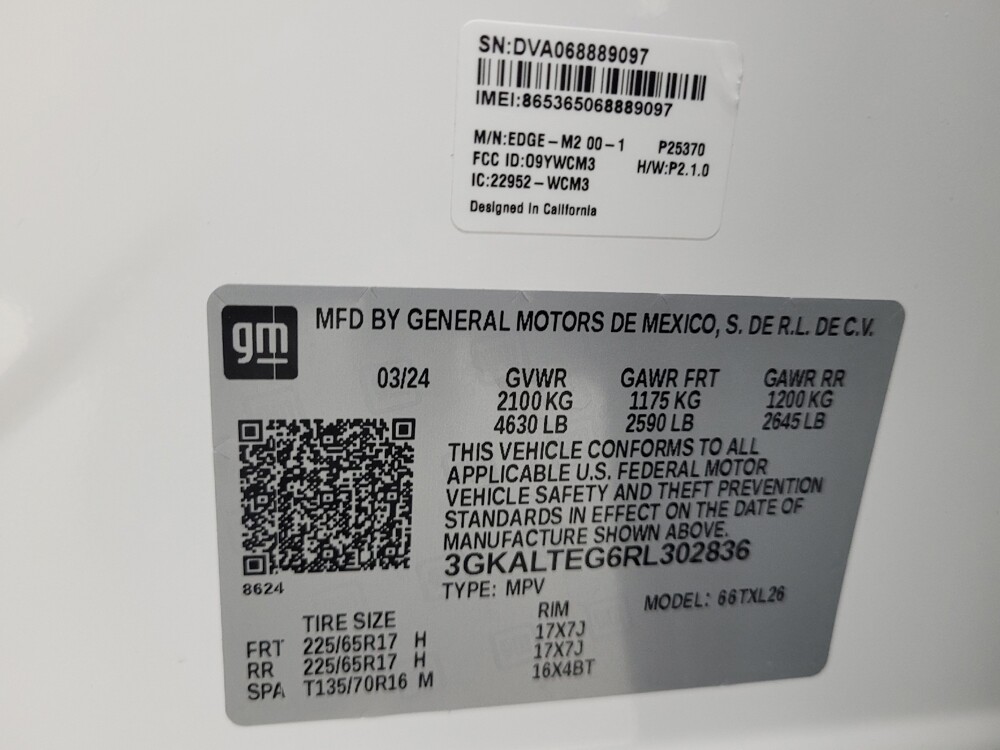 SN:DVA068889097
IMEI:865365068889097
M/N:EDGE-M2 00-1 P25370
FCC ID:O9YWCM3 H/W:P2.1.0
IC:22952-WCM3
Designed in California
gm MFD BY GENERAL MOTORS DE MEXICO, S. DE R.L. DE C.V.
03/24 GVWR GAWR FRT GAWR RR
2100 KG 1175 KG 1200 KG
4630 LB 2590 LB 2645 LB
THIS VEHICLE CONFORMS TO ALL
APPLICABLE U.S. FEDERAL MOTOR
VEHICLE SAFETY AND THEFT PREVENTION
STANDARDS IN EFFECT ON THE DATE OF
MANUFACTURE SHOWN ABOVE.
3GKALTEG6RL302836
8624
TYPE: MPV MODEL: 66TXL26
TIRE SIZE RIM
FRT 225/65R17 H 17X7J
RR 225/65R17 H 17X7J
SPA T135/70R16 M 16X4BT